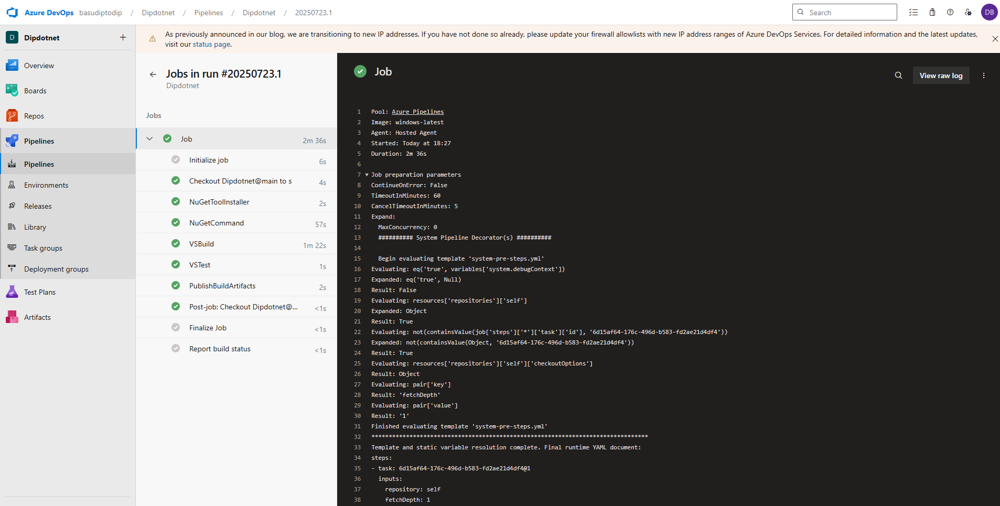 Azure DevOps basudiptodip / Dipdotnet / Pipelines / Dipdotnet / 20250723.1
Search
DB
D Dipdotnet +
Overview
Boards
Repos
Pipelines
Pipelines
Environments
Releases
Library
Task groups
Deployment groups
Test Plans
Artifacts
As previously announced in our blog, we are transitioning to new IP addresses. If you have not done so already, please update your firewall allowlists with new IP address ranges of Azure DevOps Services. For detailed information and the latest updates,
visit our status page.
Jobs in run #20250723.1
Dipdotnet
Jobs
Job 2m 36s
Initialize job 6s
Checkout Dipdotnet@main to s 4s
NuGetToolInstaller 2s
NuGetCommand 57s
VSBuild 1m 22s
VSTest 1s
PublishBuildArtifacts 2s
Post-job: Checkout Dipdotnet@... <1s
Finalize Job <1s
Report build status <1s
Job
View raw log
1 Pool: Azure Pipelines
2 Image: windows-latest
3 Agent: Hosted Agent
4 Started: Today at 18:27
5 Duration: 2m 36s
6
7 ▼ Job preparation parameters
8 ContinueOnError: False
9 TimeoutInMinutes: 60
10 CancelTimeoutInMinutes: 5
11 Expand:
12 MaxConcurrency: 0
13 ########## System Pipeline Decorator(s) ##########
14
15 Begin evaluating template 'system-pre-steps.yml'
16 Evaluating: eq('true', variables['system.debugContext'])
17 Expanded: eq('true', Null)
18 Result: False
19 Evaluating: resources['repositories']['self']
20 Expanded: Object
21 Result: True
22 Evaluating: not(containsValue(job['steps']['*']['task']['id'], '6d15af64-176c-496d-b583-fd2ae21d4df4'))
23 Expanded: not(containsValue(Object, '6d15af64-176c-496d-b583-fd2ae21d4df4'))
24 Result: True
25 Evaluating: resources['repositories']['self']['checkoutOptions']
26 Result: Object
27 Evaluating: pair['key']
28 Result: 'fetchDepth'
29 Evaluating: pair['value']
30 Result: '1'
31 Finished evaluating template 'system-pre-steps.yml'
32 ********************************************************************************
33 Template and static variable resolution complete. Final runtime YAML document:
34 steps:
35 - task: 6d15af64-176c-496d-b583-fd2ae21d4df4@1
36 inputs:
37 repository: self
38 fetchDepth: 1